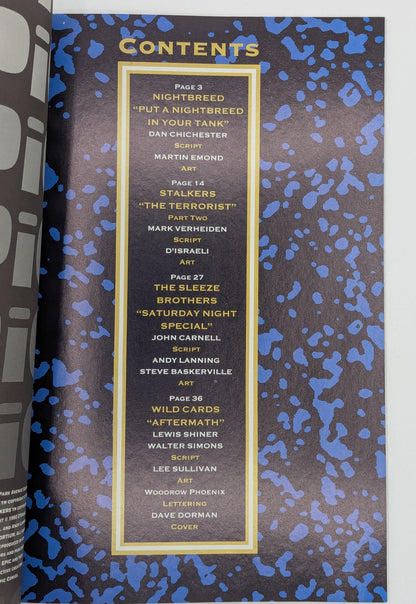 CONTENTS
PAGE 3
NIGHTBREED
"PUT A NIGHTBREED
IN YOUR TANK"
DAN CHICHESTER
SCRIPT
MARTIN EMOND
ART
PAGE 14
STALKERS
"THE TERRORIST"
PART TWO
MARK VERHEIDEN
SCRIPT
D'ISRAELI
ART
PAGE 27
THE SLEEZE
BROTHERS
"SATURDAY NIGHT
SPECIAL"
JOHN CARNELL
SCRIPT
ANDY LANNING
STEVE BASKERVILLE
ART
PAGE 36
WILD CARDS
"AFTERMATH"
LEWIS SHINER
WALTER SIMONS
SCRIPT
LEE SULLIVAN
ART
WOODROW PHOENIX
LETTERING
DAVE DORMAN
COVER